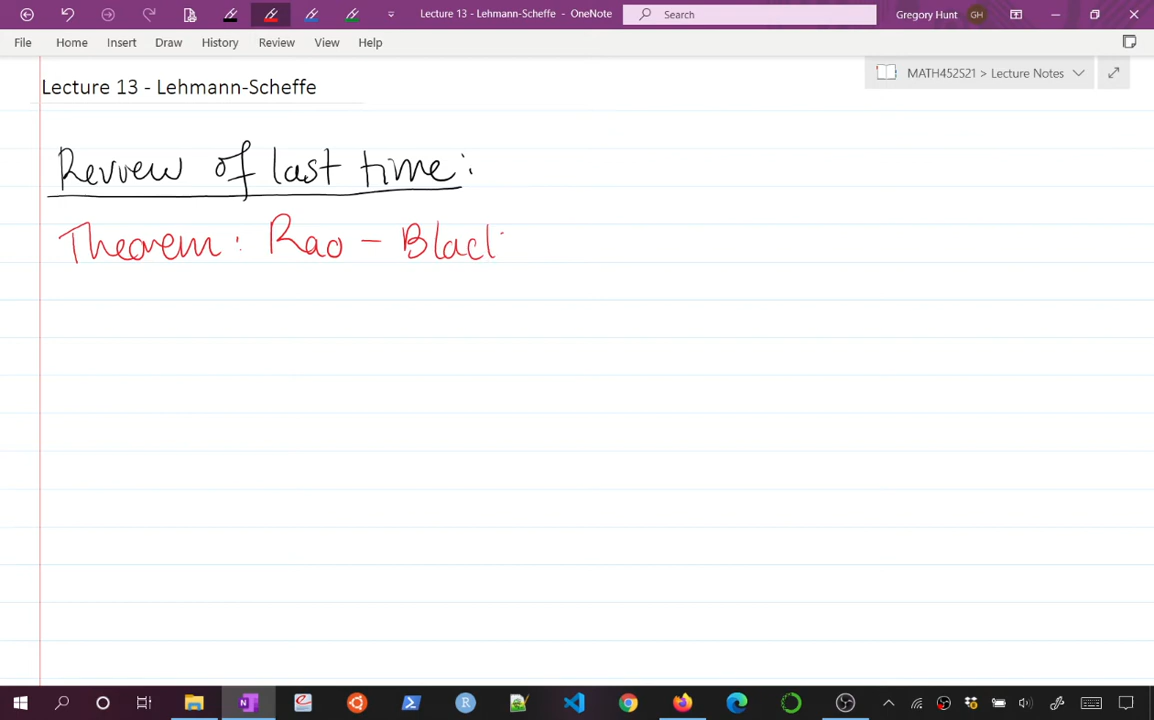 Lecture 13 - Lehmann-Scheffe - OneNote
Search
Gregory Hunt
GH
File
Home
Insert
Draw
History
Review
View
Help
MATH452S21 > Lecture Notes
Lecture 13 - Lehmann-Scheffe
Review of last time:
Theorem: Rao - Blacl